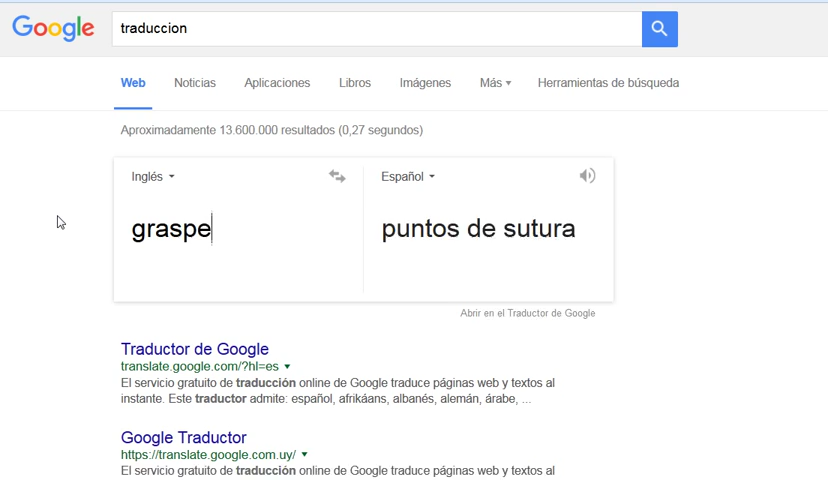 Google traduccion
Web Noticias Aplicaciones Libros Imágenes Más Herramientas de búsqueda
Aproximadamente 13.600.000 resultados (0,27 segundos)
Inglés Español
graspe puntos de sutura
Abrir en el Traductor de Google
Traductor de Google
translate.google.com/?hl=es
El servicio gratuito de traducción online de Google traduce páginas web y textos al
instante. Este traductor admite: español, afrikáans, albanés, alemán, árabe, ...
Google Traductor
https://translate.google.com.uy/
El servicio gratuito de traducción online de Google traduce páginas web y textos al